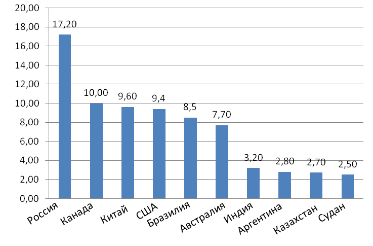 20,00
18,00
16,00
14,00
12,00
10,00
8,00
6,00
4,00
2,00
0,00
17,20
10,00
9,60
9,4
8,5
7,70
3,20
2,80
2,70
2,50
Россия
Канада
Китай
США
Бразилия
Австралия
Индия
Аргентина
Казахстан
Судан